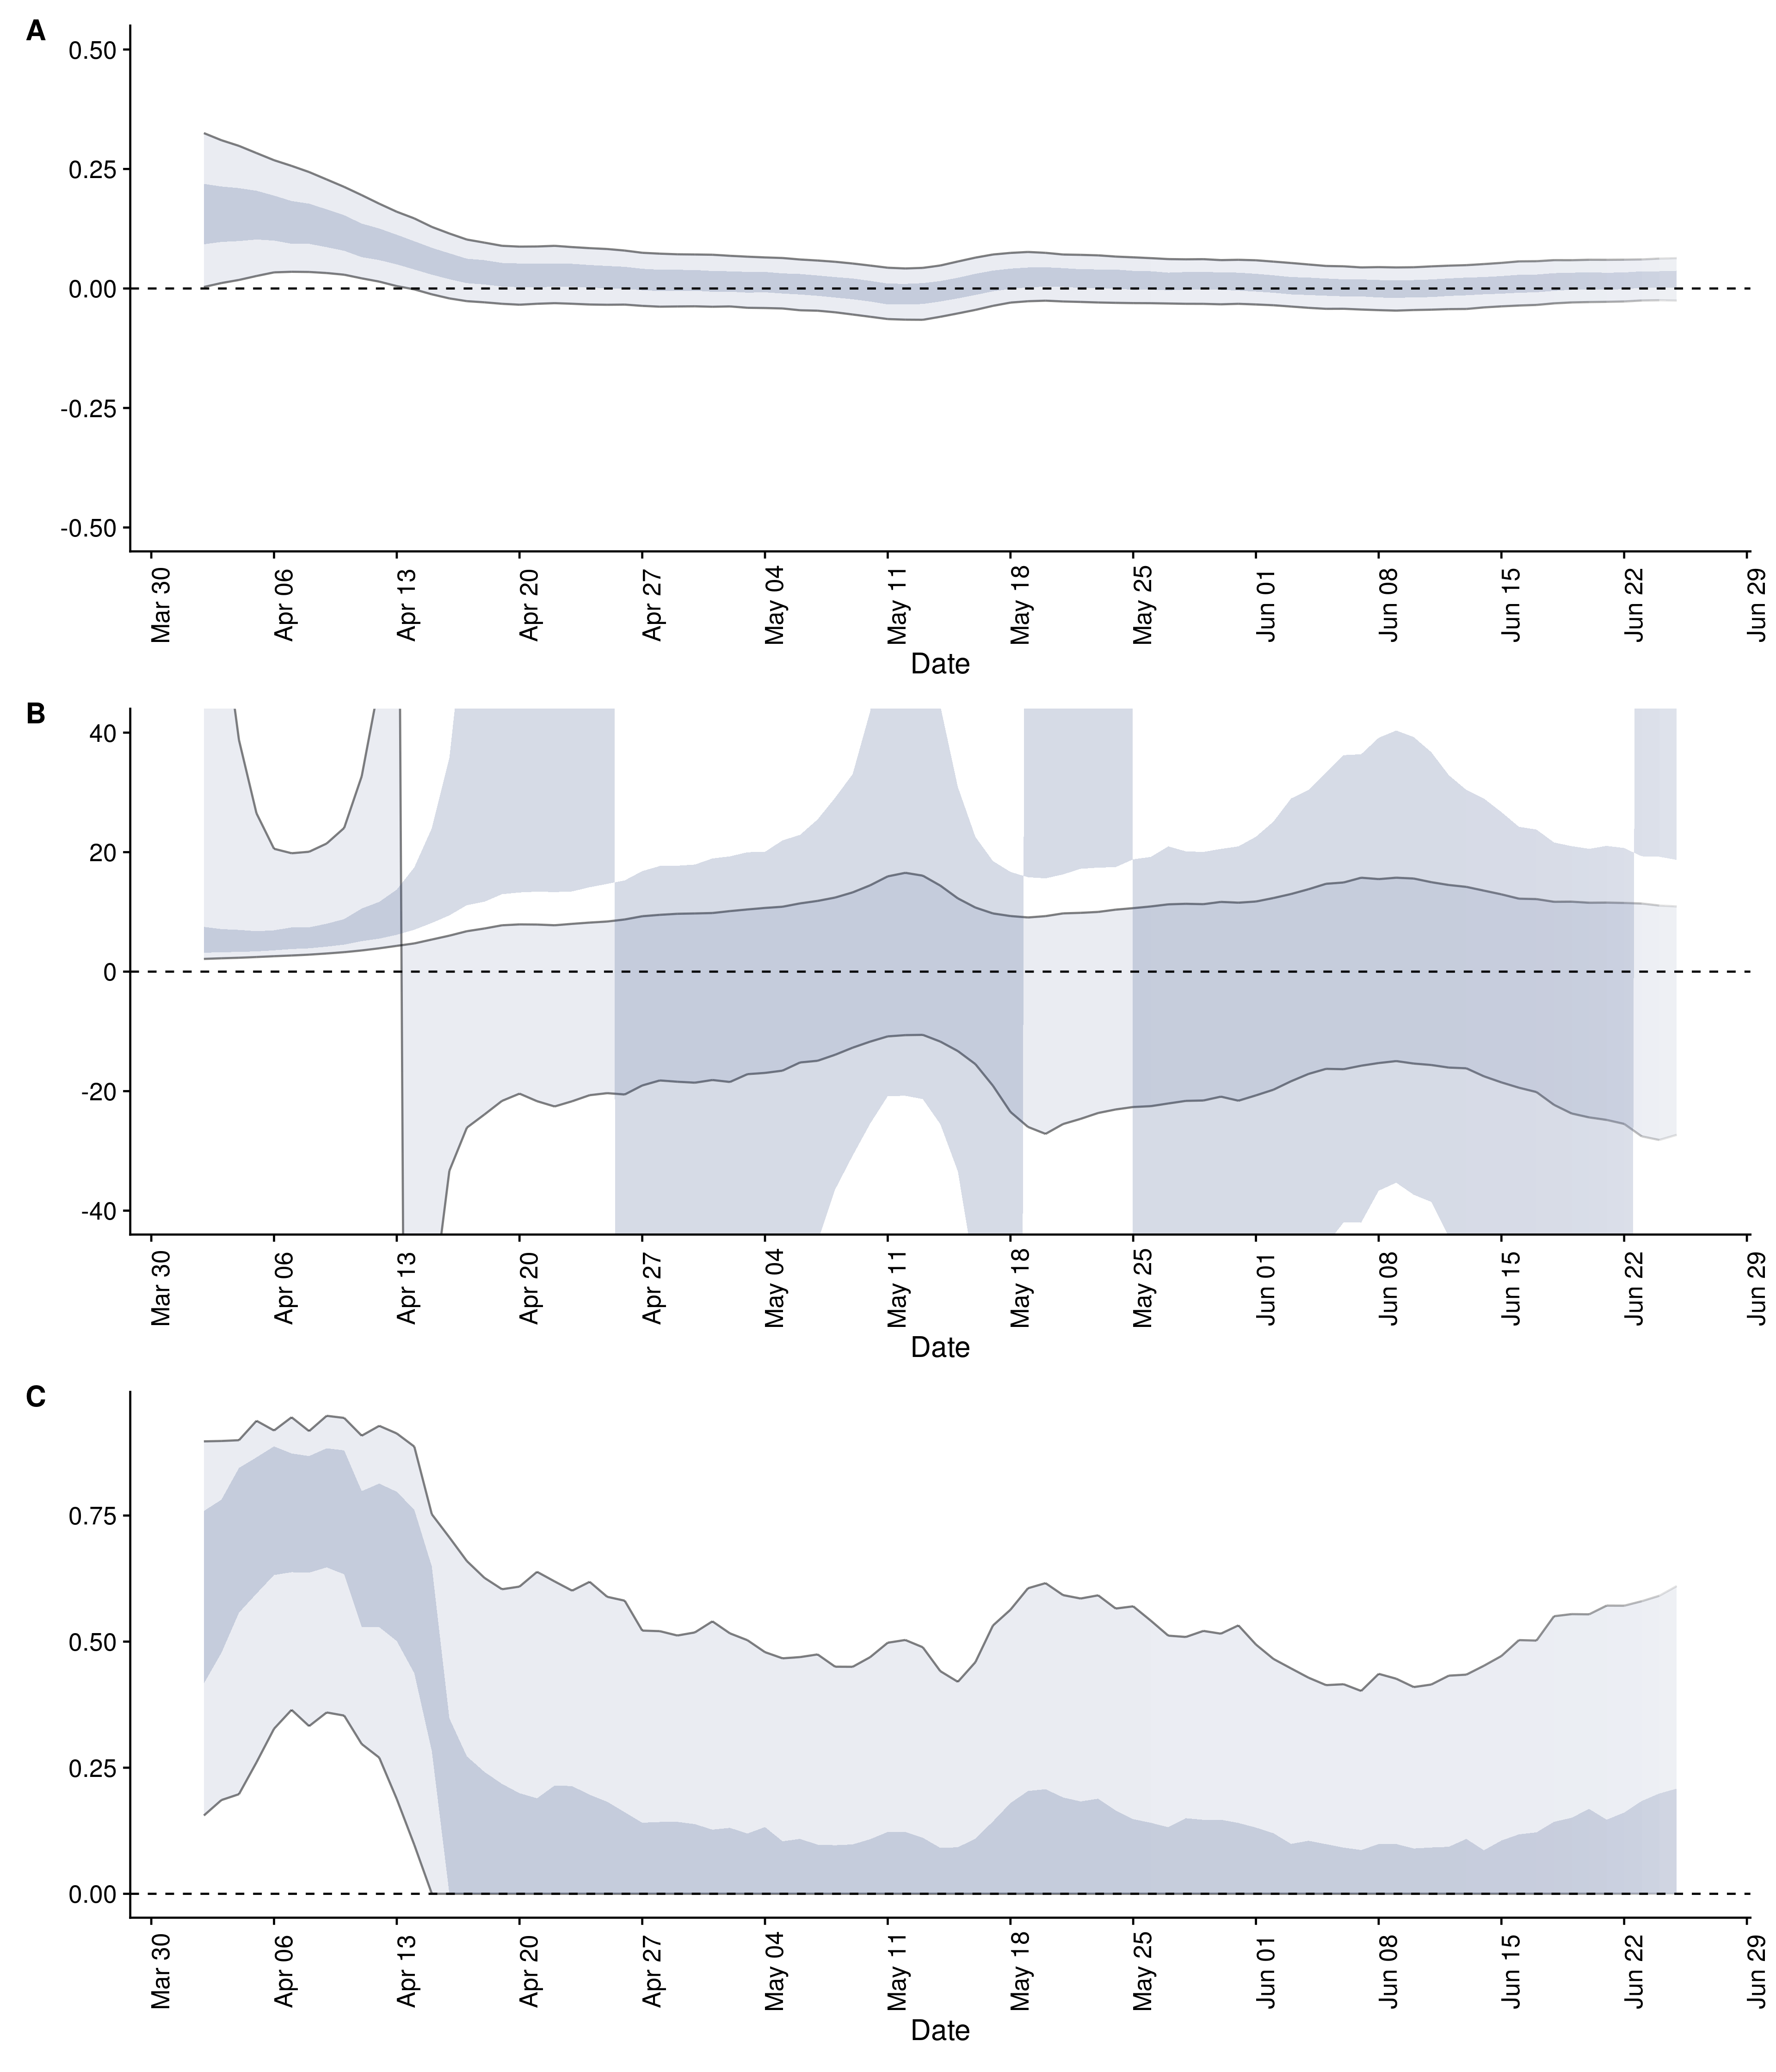 A
0.50
0.25
0.00
-0.25
-0.50
Mar 30
Apr 06
Apr 13
Apr 20
Apr 27
May 04
May 11
May 18
May 25
Jun 01
Jun 08
Jun 15
Jun 22
Jun 29
Date
B
40
20
0
-20
-40
Mar 30
Apr 06
Apr 13
Apr 20
Apr 27
May 04
May 11
May 18
May 25
Jun 01
Jun 08
Jun 15
Jun 22
Jun 29
Date
C
0.75
0.50
0.25
0.00
Mar 30
Apr 06
Apr 13
Apr 20
Apr 27
May 04
May 11
May 18
May 25
Jun 01
Jun 08
Jun 15
Jun 22
Jun 29
Date